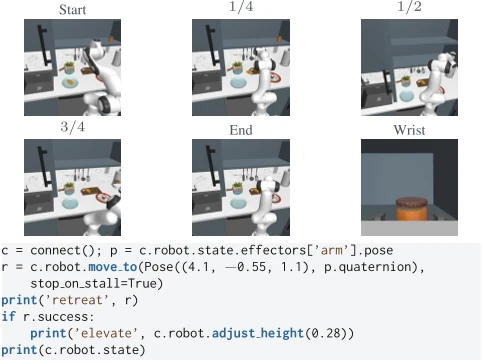 Start
1/4
1/2
3/4
End
Wrist
c = connect(); p = c.robot.state.effectors['arm'].pose
r = c.robot.move_to(Pose((4.1, −0.55, 1.1), p.quaternion),
    stop_on_stall=True)
print('retreat', r)
if r.success:
    print('elevate', c.robot.adjust_height(0.28))
print(c.robot.state)